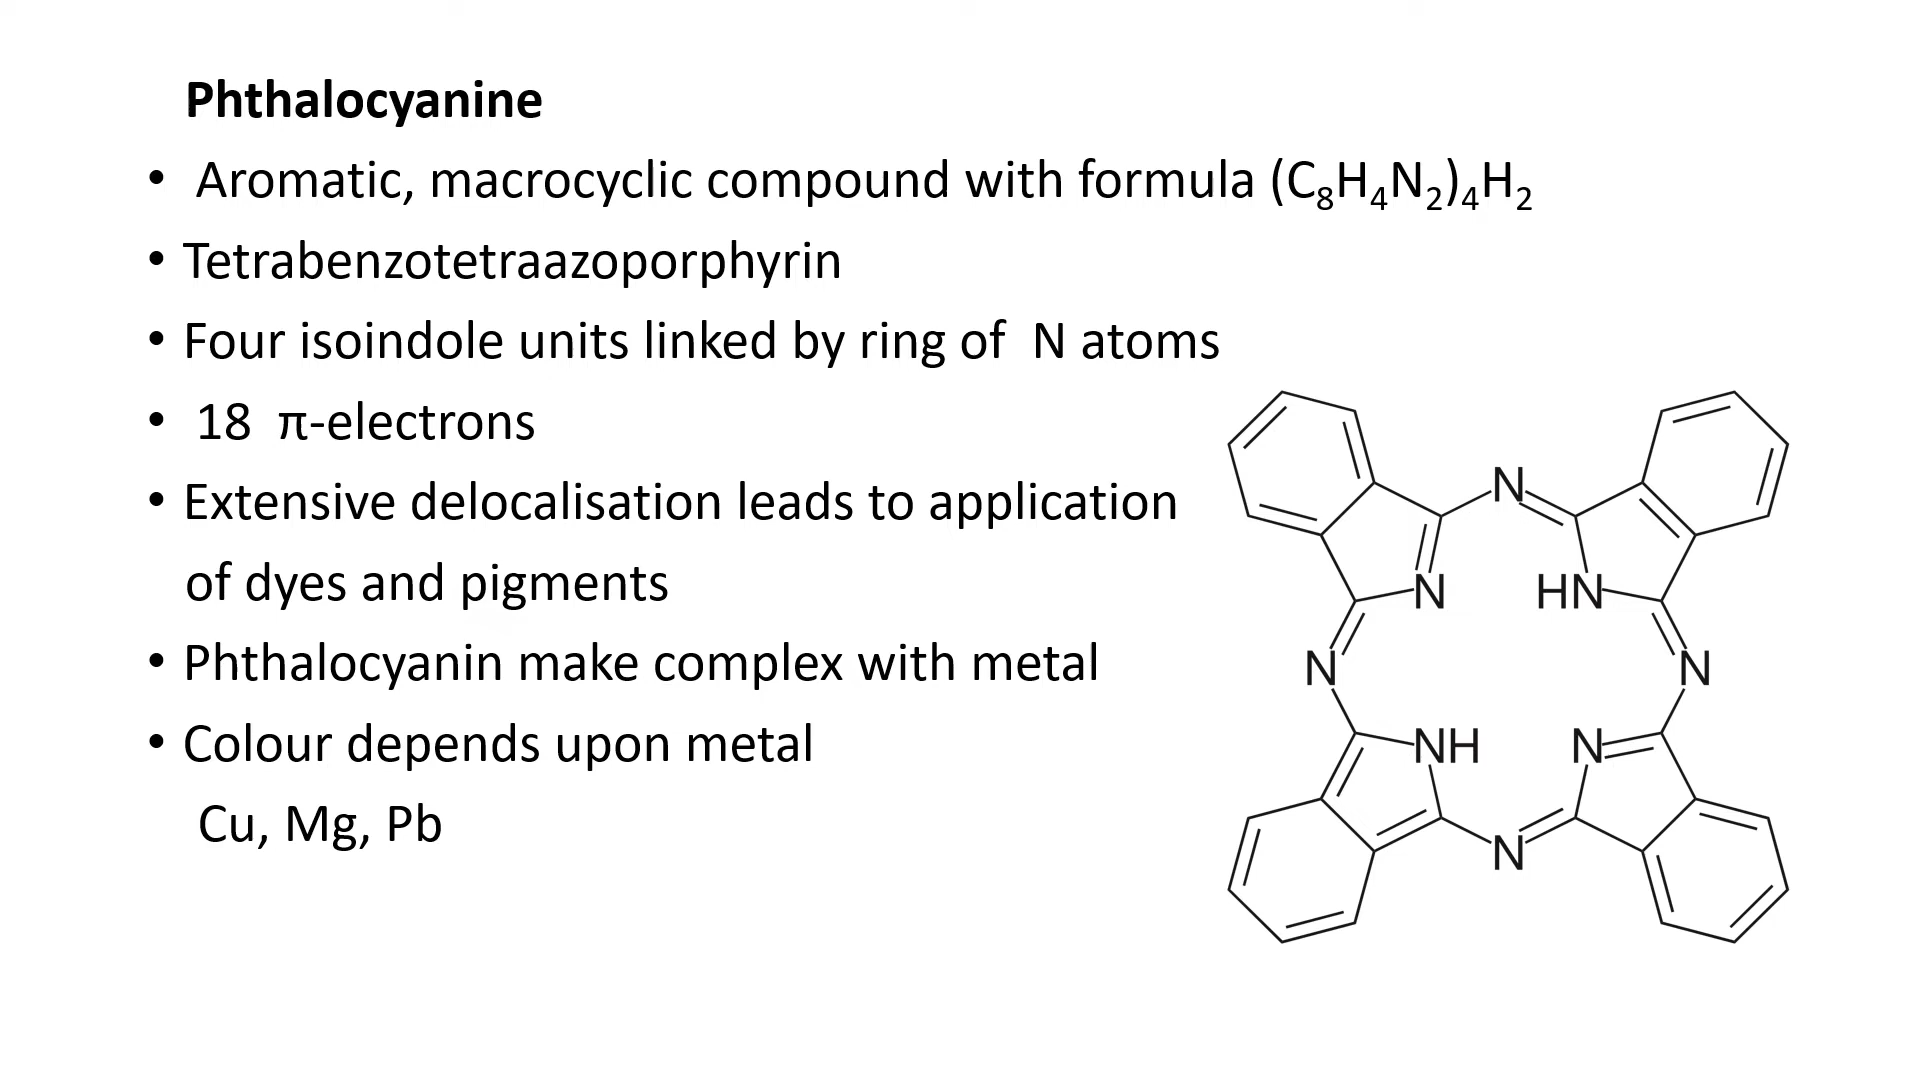 Phthalocyanine
• Aromatic, macrocyclic compound with formula (C₈H₄N₂)₄H₂
• Tetrabenzotetraazoporphyrin
• Four isoindole units linked by ring of N atoms
• 18 π-electrons
• Extensive delocalisation leads to application
of dyes and pigments
• Phthalocyanin make complex with metal
• Colour depends upon metal
Cu, Mg, Pb
N
N HN
N N
NH N
N